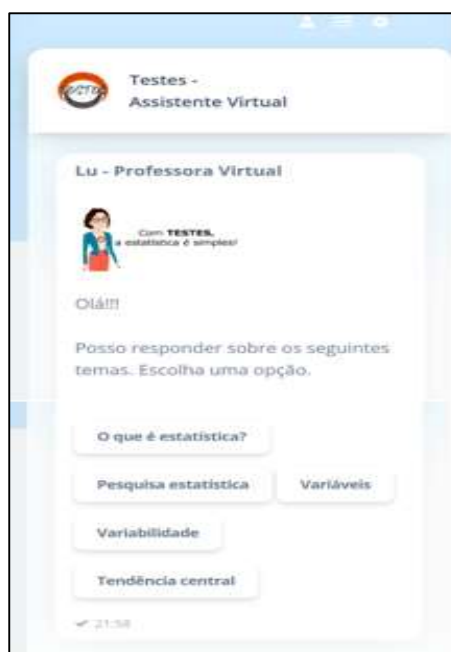 Testes -
Assistente Virtual
Lu - Professora Virtual
Com TESTES,
a estatística é simples!
Olá!!!
Posso responder sobre os seguintes
temas. Escolha uma opção.
O que é estatística?
Pesquisa estatística Variáveis
Variabilidade
Tendência central
21:58